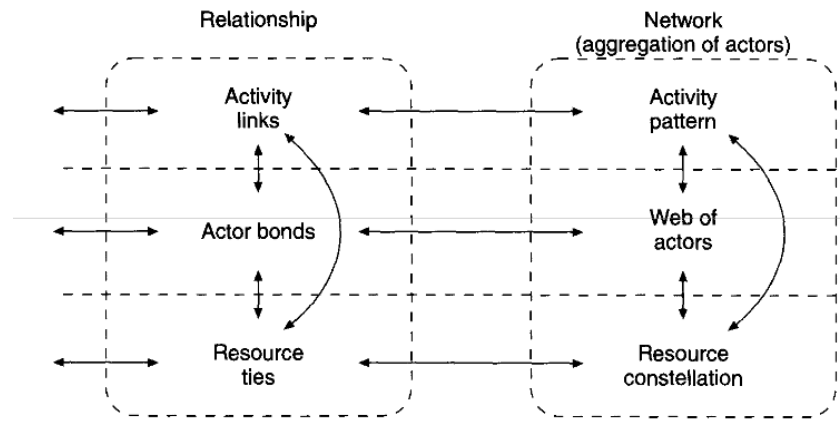 Relationship
Network
(aggregation of actors)
Activity
links
Activity
pattern
Actor bonds
Web of
actors
Resource
ties
Resource
constellation